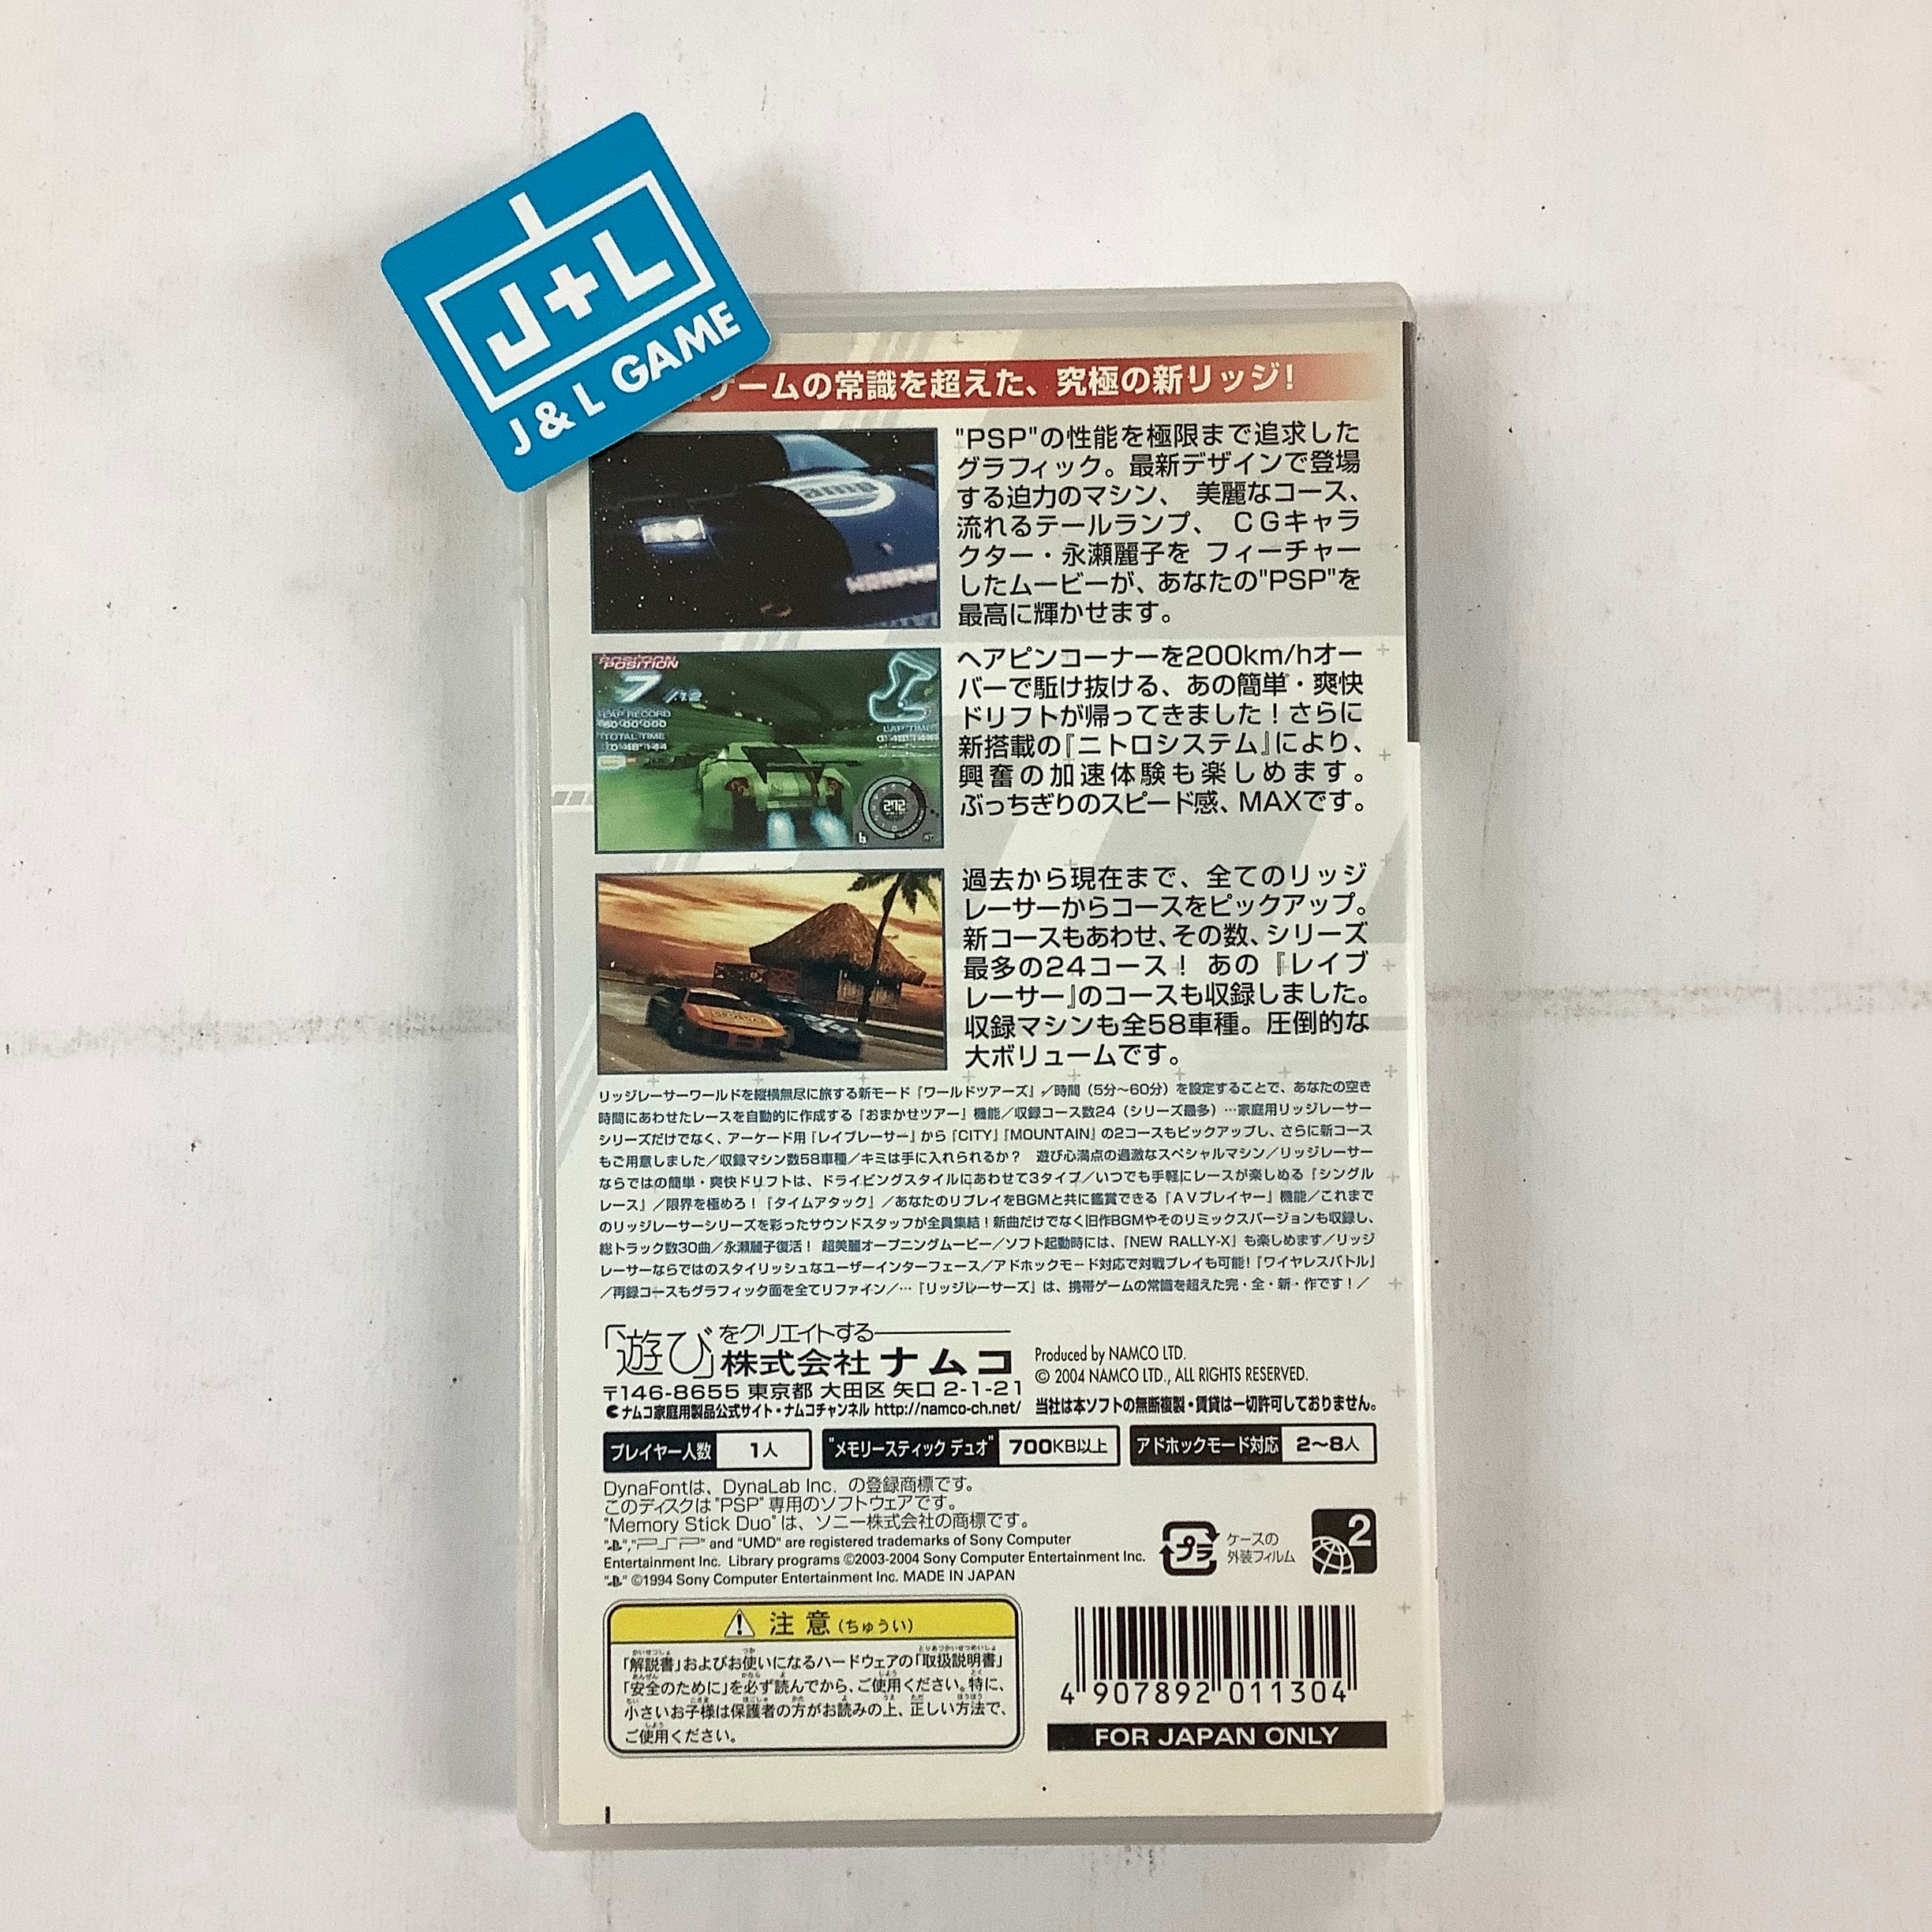 J+L
J & L GAME
ゲームの常識を超えた、究極の新リッジ!
"PSP"の性能を極限まで追求した
グラフィック。最新デザインで登場
する迫力のマシン、 美麗なコース、
流れるテールランプ、 CGキャラ
クター・永瀬麗子を フィーチャー
したムービーが、あなたの"PSP"を
最高に輝かせます。
POSITION
7/12
LAP RECORD
TOTAL TIME
0'48"144
LAP TIME
272
ヘアピンコーナーを200km/hオー
バーで駈け抜ける、あの簡単・爽快
ドリフトが帰ってきました!さらに
新搭載の『ニトロシステム』により、
興奮の加速体験も楽しめます。
ぶっちぎりのスピード感、MAXです。
過去から現在まで、全てのリッジ
レーサーからコースをピックアップ。
新コースもあわせ、その数、シリーズ
最多の24コース! あの『レイブ
レーサー』のコースも収録しました。
収録マシンも全58車種。圧倒的な
大ボリュームです。
リッジレーサーワールドを縦横無尽に旅する新モード『ワールドツアーズ』／時間(5分〜60分)を設定することで、あなたの空き
時間にあわせたレースを自動的に作成する『おまかせツアー』機能／収録コース数24(シリーズ最多)…家庭用リッジレーサー
シリーズだけでなく、アーケード用『レイブレーサー』から『CITY』『MOUNTAIN』の2コースもピックアップし、さらに新コース
もご用意しました／収録マシン数58車種／キミは手に入れられるか? 遊び心満点の過激なスペシャルマシン／リッジレーサー
ならではの簡単・爽快ドリフトは、ドライビングスタイルにあわせて3タイプ／いつでも手軽にレースが楽しめる『シングル
レース』／限界を極めろ!『タイムアタック』／あなたのリプレイをBGMと共に鑑賞できる『AVプレイヤー』機能／これまで
のリッジレーサーシリーズを彩ったサウンドスタッフが全員集結!新曲だけでなく旧作BGMやそのリミックスバージョンも収録し、
総トラック数30曲／永瀬麗子復活! 超美麗オープニングムービー／ソフト起動時には、『NEW RALLY-X』も楽しめます／リッジ
レーサーならではのスタイリッシュなユーザーインターフェース／アドホックモード対応で対戦プレイも可能!『ワイヤレスバトル』
／再録コースもグラフィック面を全てリファイン／…『リッジレーサーズ』は、携帯ゲームの常識を超えた完・全・新・作です!／
「遊び」をクリエイトする
株式会社 ナムコ
〒146-8655 東京都 大田区 矢口 2-1-21
ナムコ家庭用製品公式サイト・ナムコチャンネル http://namco-ch.net/
Produced by NAMCO LTD.
© 2004 NAMCO LTD., ALL RIGHTS RESERVED.
当社は本ソフトの無断複製・賃貸は一切許可しておりません。
プレイヤー人数 1人
"メモリースティック デュオ" 700KB以上
アドホックモード対応 2〜8人
DynaFontは、DynaLab Inc. の登録商標です。
このディスクは"PSP"専用のソフトウェアです。
"Memory Stick Duo"は、ソニー株式会社の商標です。
" ","PSP" and "UMD" are registered trademarks of Sony Computer
Entertainment Inc. Library programs ©2003-2004 Sony Computer Entertainment Inc.
" " ©1994 Sony Computer Entertainment Inc. MADE IN JAPAN
プラ
ケースの
外装フィルム
2
注意(ちゅうい)
「解説書」およびお使いになるハードウェアの「取扱説明書」
「安全のために」を必ず読んでから、ご使用ください。特に、
小さいお子様は保護者の方がお読みの上、正しい方法で、
ご使用ください。
4 907892 011304
FOR JAPAN ONLY